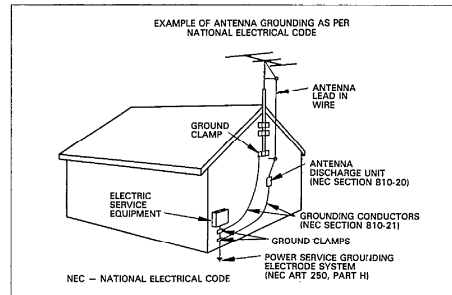 EXAMPLE OF ANTENNA GROUNDING AS PER
NATIONAL ELECTRICAL CODE
ANTENNA
LEAD IN
WIRE
GROUND
CLAMP
ANTENNA
DISCHARGE UNIT
(NEC SECTION 810-20)
ELECTRIC
SERVICE
EQUIPMENT
GROUNDING CONDUCTORS
(NEC SECTION 810-21)
GROUND CLAMPS
POWER SERVICE GROUNDING
ELECTRODE SYSTEM
(NEC ART 250, PART H)
NEC – NATIONAL ELECTRICAL CODE